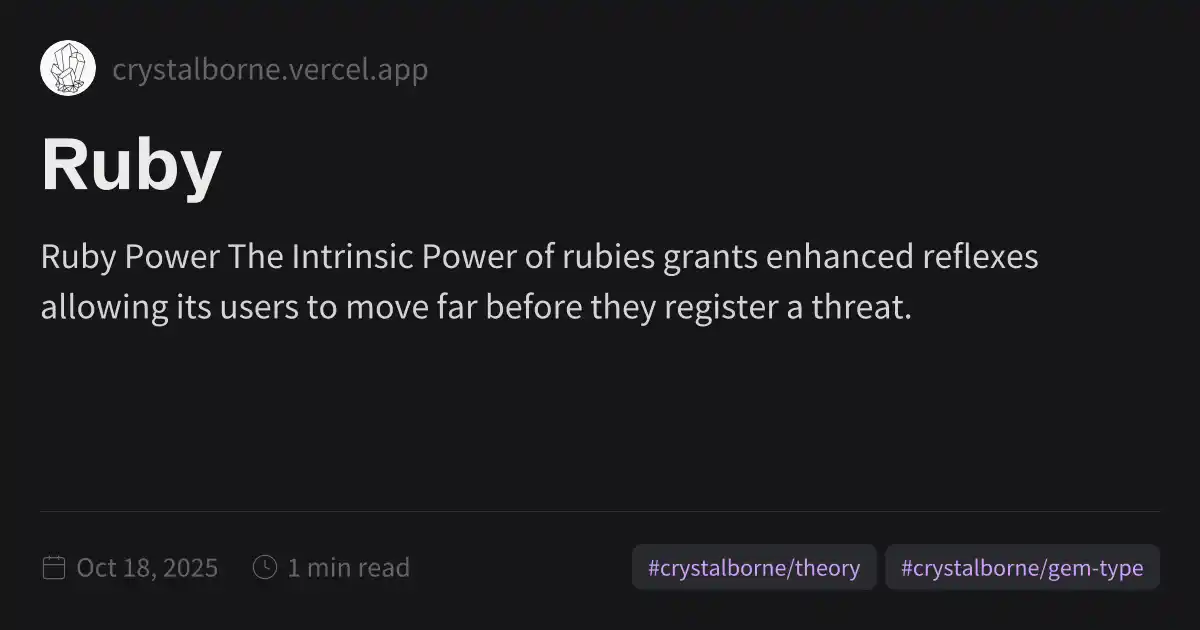 crystalborne.vercel.app
Ruby
Ruby Power The Intrinsic Power of rubies grants enhanced reflexes
allowing its users to move far before they register a threat.
Oct 18, 2025 1 min read #crystalborne/theory #crystalborne/gem-type